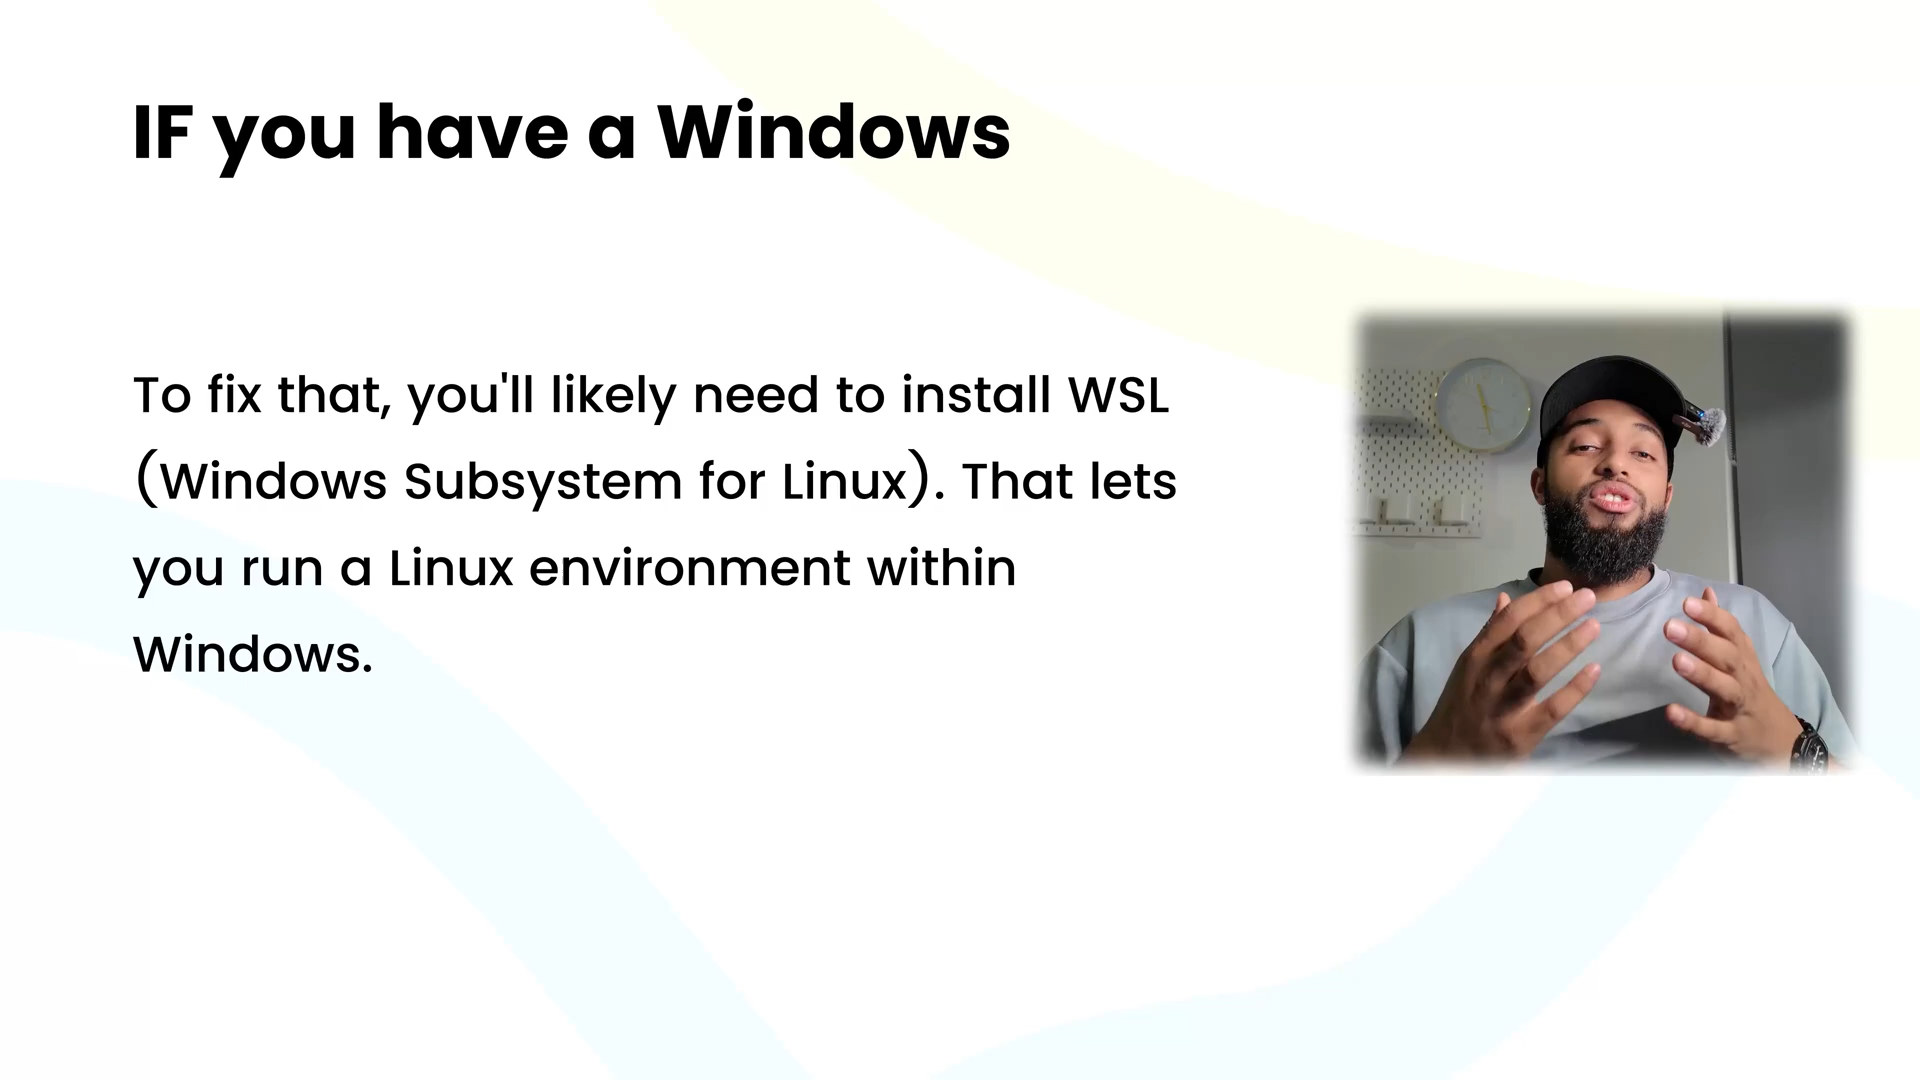 IF you have a Windows
To fix that, you'll likely need to install WSL
(Windows Subsystem for Linux). That lets
you run a Linux environment within
Windows.